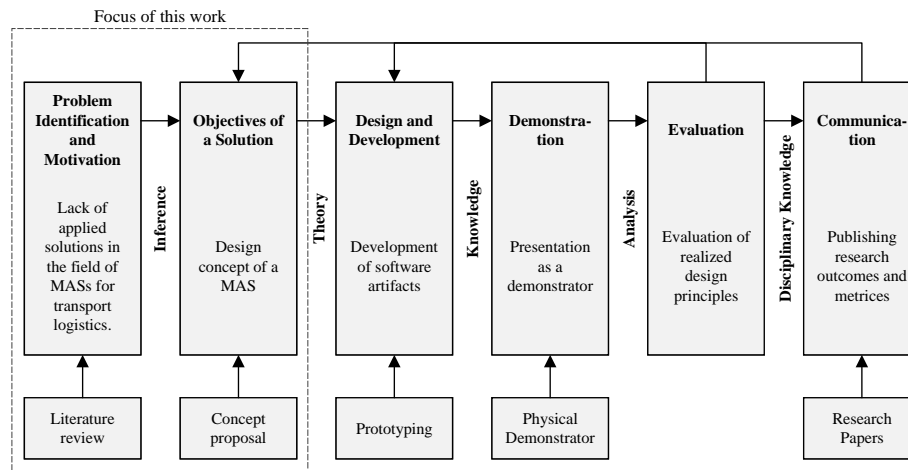 Focus of this work
Problem
Identification
and
Motivation
Lack of
applied
solutions in
the field of
MASs for
transport
logistics.
Inference
Objectives of
a Solution
Design
concept of a
MAS
Theory
Design and
Development
Development
of software
artifacts
Knowledge
Demonstra-
tion
Presentation
as a
demonstrator
Analysis
Evaluation
Evaluation of
realized
design
principles
Disciplinary Knowledge
Communica-
tion
Publishing
research
outcomes and
metrices
Literature
review
Concept
proposal
Prototyping
Physical
Demonstrator
Research
Papers